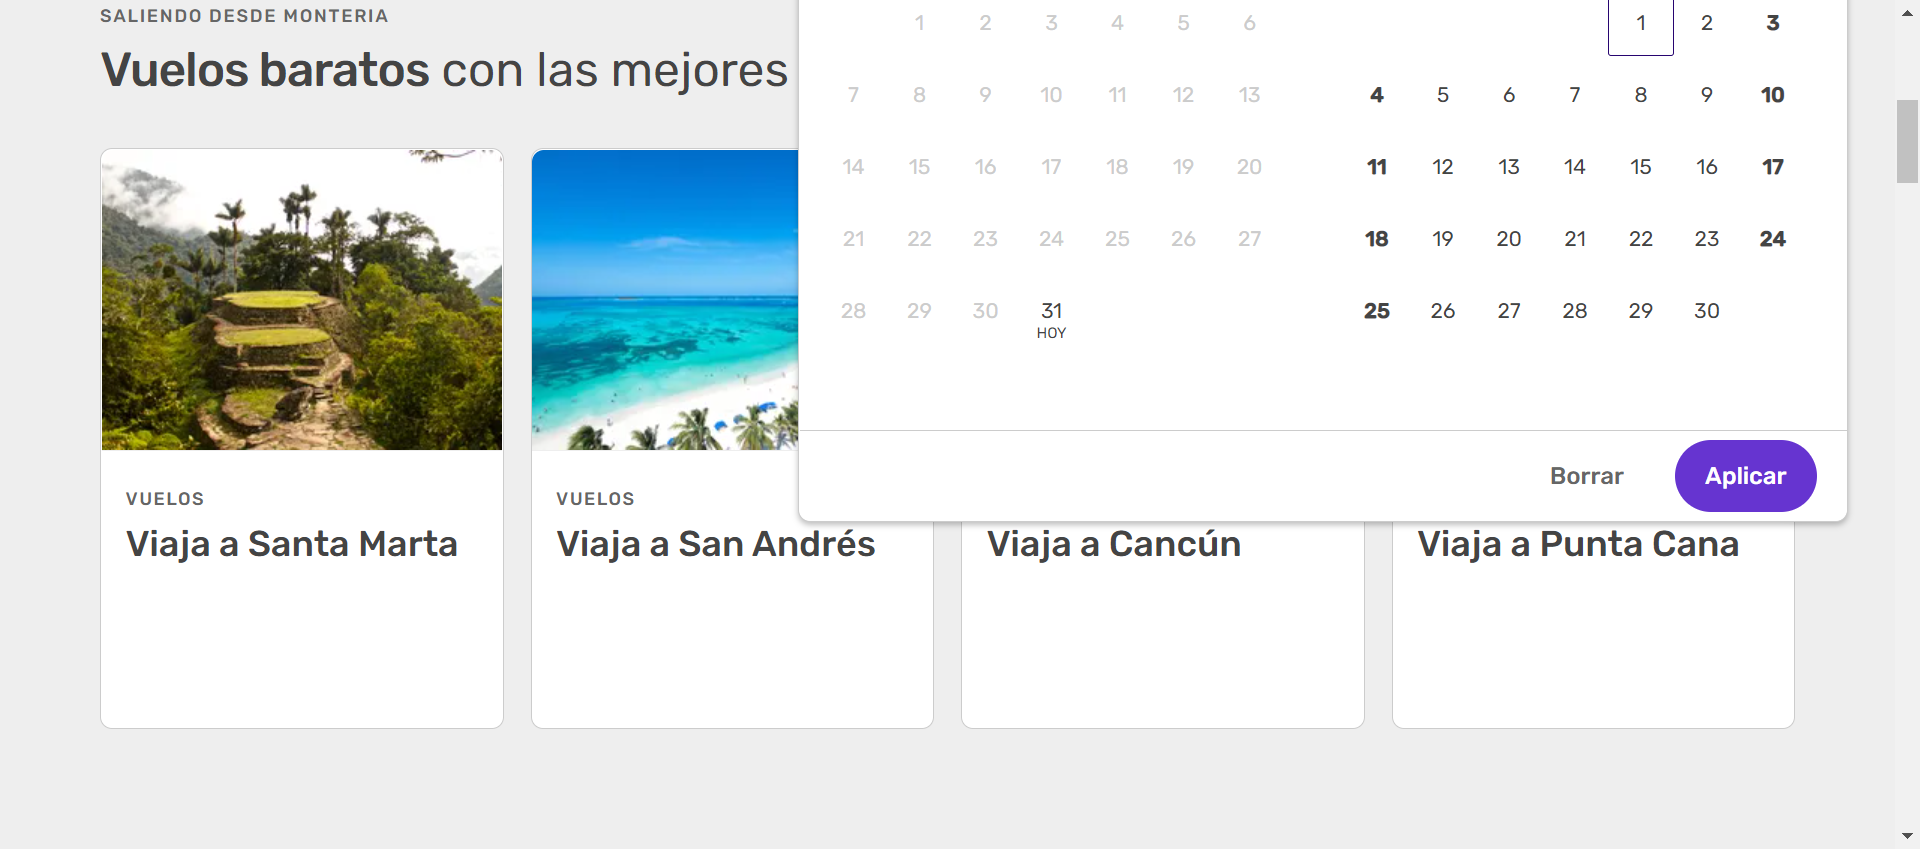 SALIENDO DESDE MONTERIA
Vuelos baratos con las mejores
1 2 3 4 5 6
7 8 9 10 11 12 13
14 15 16 17 18 19 20
21 22 23 24 25 26 27
28 29 30 31
HOY
1 2 3
4 5 6 7 8 9 10
11 12 13 14 15 16 17
18 19 20 21 22 23 24
25 26 27 28 29 30
Borrar Aplicar
VUELOS
Viaja a Santa Marta
VUELOS
Viaja a San Andrés
Viaja a Cancún
Viaja a Punta Cana